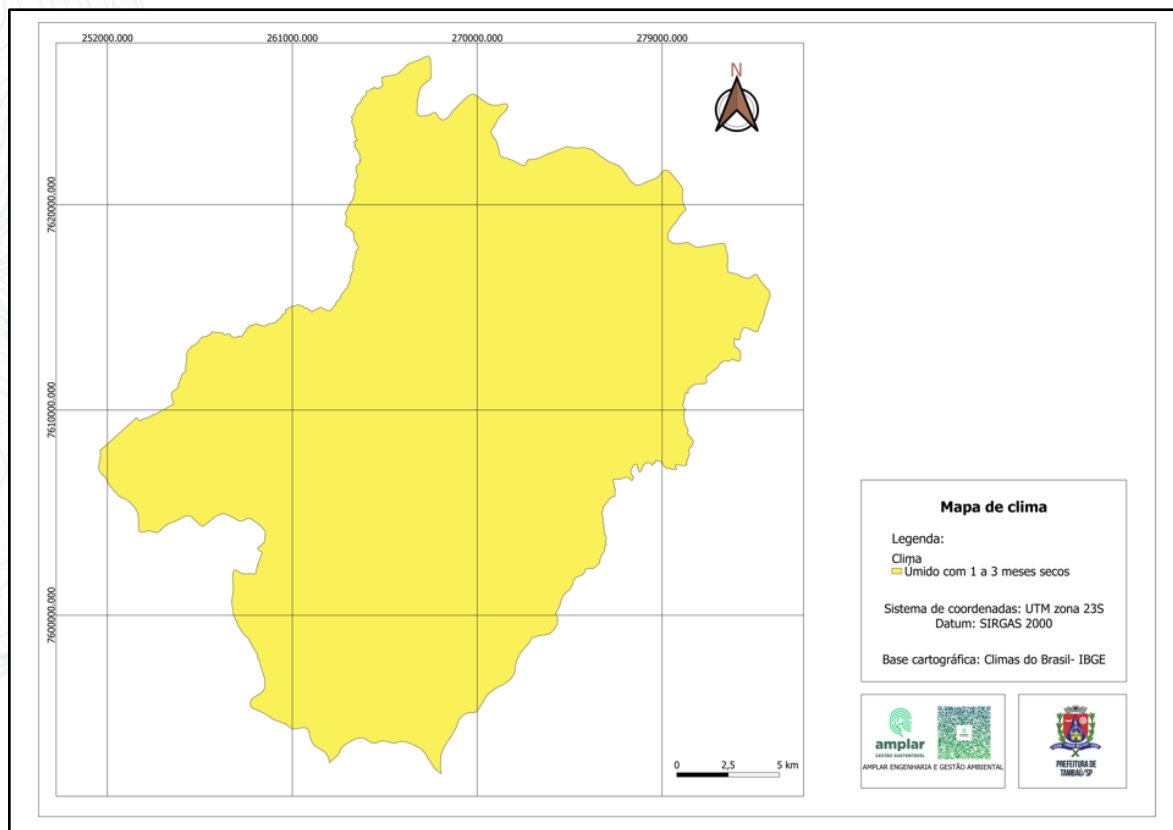 252000.000
261000.000
270000.000
279000.000
N
7620000.000
7610000.000
7600000.000
Mapa de clima
Legenda:
Clima
Úmido com 1 a 3 meses secos
Sistema de coordenadas: UTM zona 23S
Datum: SIRGAS 2000
Base cartográfica: Climas do Brasil- IBGE
0 2,5 5 km
amplar
GESTÃO SUSTENTÁVEL
AMPLAR ENGENHARIA E GESTÃO AMBIENTAL
PREFEITURA DE
TAMBAÚ/SP